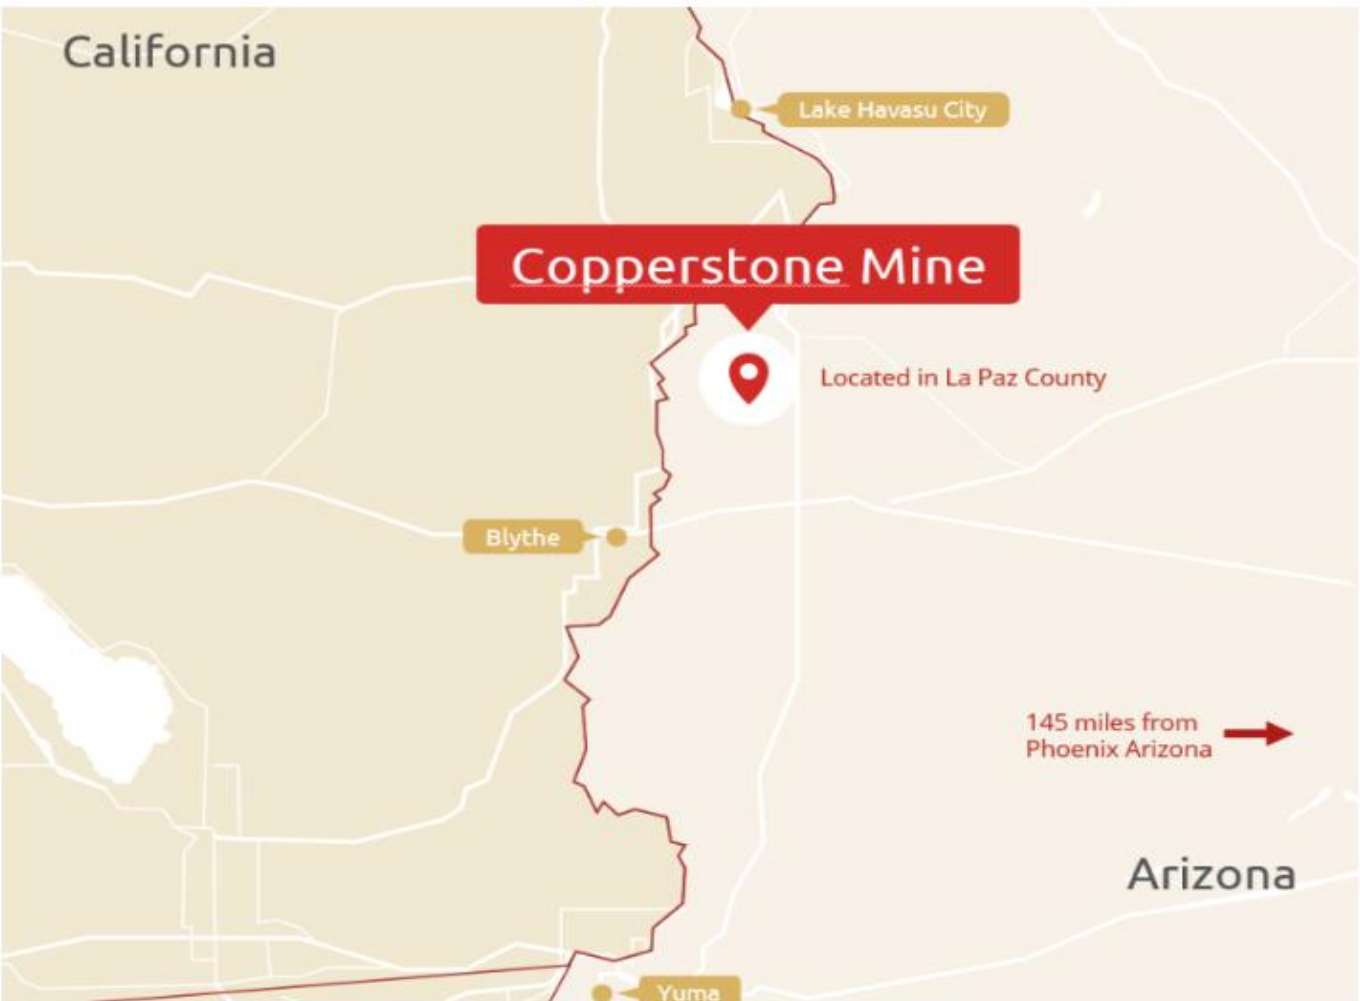 California
Lake Havasu City
Copperstone Mine
Located in La Paz County
Blythe
145 miles from
Phoenix Arizona
Arizona
Yuma